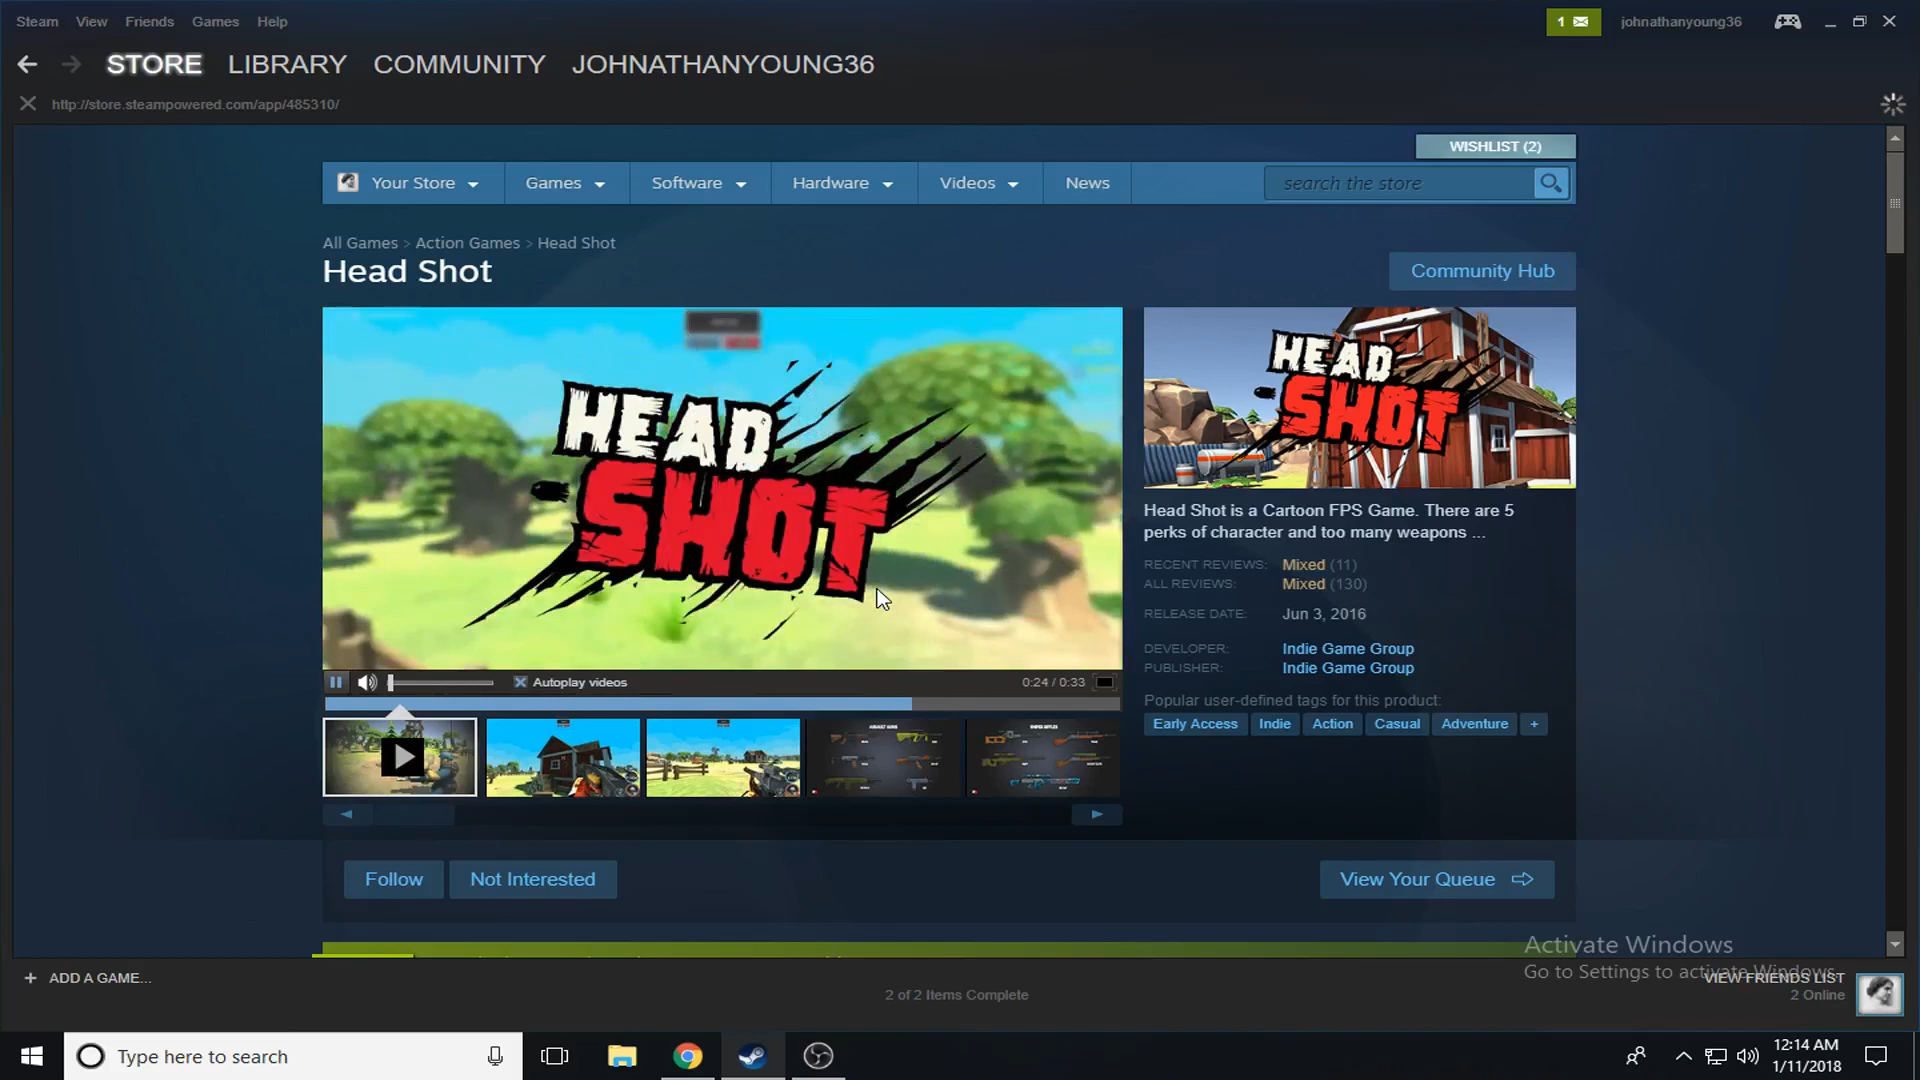 Steam View Friends Games Help
1 johnathanyoung36
STORE LIBRARY COMMUNITY JOHNATHANYOUNG36
http://store.steampowered.com/app/485310/
WISHLIST (2)
Your Store Games Software Hardware Videos News search the store
All Games > Action Games > Head Shot
Head Shot
Community Hub
HEAD
SHOT
HEAD
SHOT
Head Shot is a Cartoon FPS Game. There are 5
perks of character and too many weapons ...
RECENT REVIEWS: Mixed (11)
ALL REVIEWS: Mixed (130)
RELEASE DATE: Jun 3, 2016
DEVELOPER: Indie Game Group
PUBLISHER: Indie Game Group
Autoplay videos 0:24 / 0:33
Popular user-defined tags for this product:
Early Access Indie Action Casual Adventure +
ASSAULT GUNS
SNIPER RIFLES
Follow Not Interested View Your Queue
Activate Windows
Go to Settings to activate Windows.
+ ADD A GAME...
VIEW FRIENDS LIST
2 of 2 Items Complete
2 Online
Type here to search
12:14 AM
1/11/2018